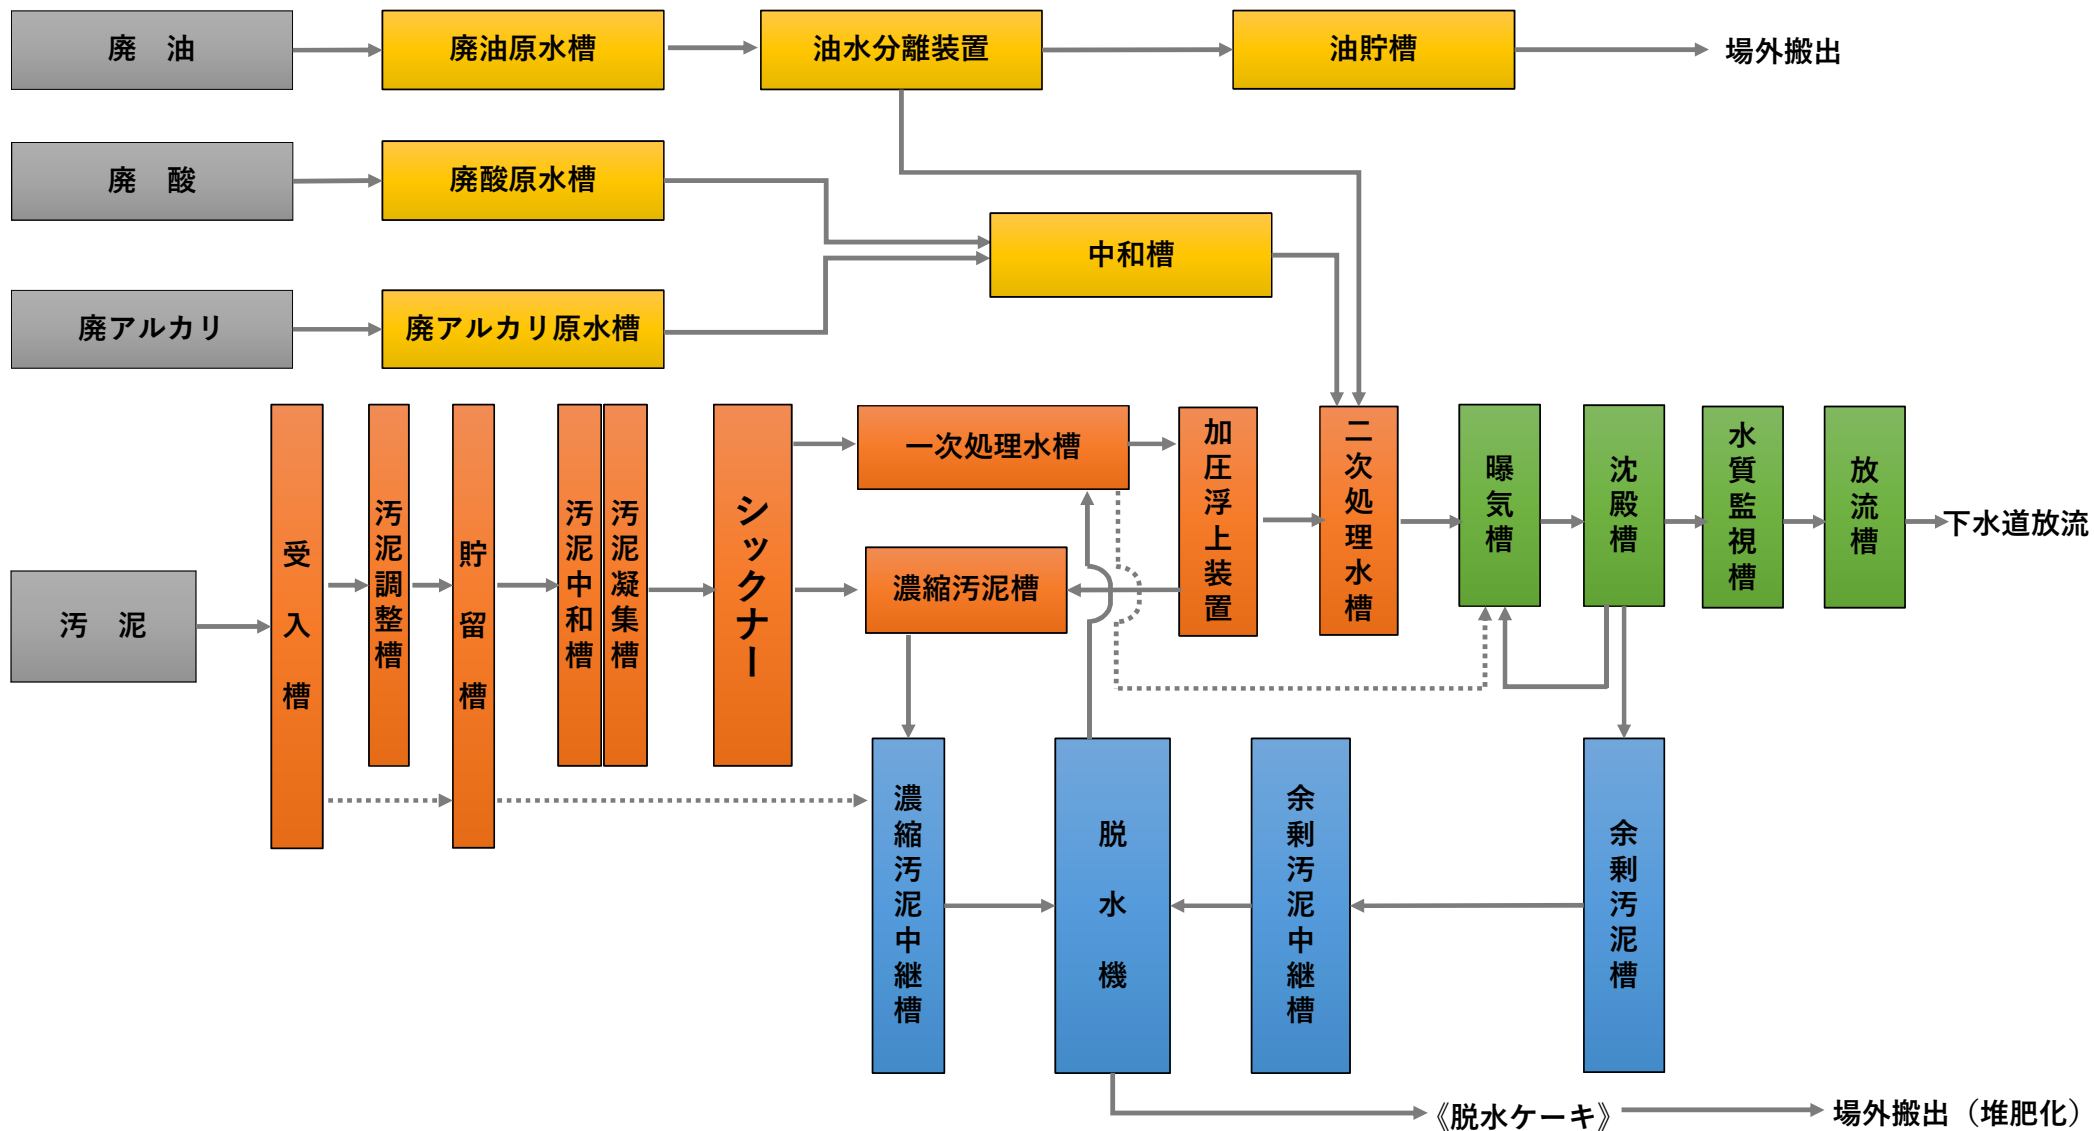 廃　油
廃油原水槽
油水分離装置
油貯槽
場外搬出
廃　酸
廃酸原水槽
中和槽
廃アルカリ
廃アルカリ原水槽
汚　泥
受入槽
汚泥調整槽
貯留槽
汚泥中和槽
汚泥凝集槽
シックナー
一次処理水槽
濃縮汚泥槽
加圧浮上装置
二次処理水槽
曝気槽
沈殿槽
水質監視槽
放流槽
下水道放流
濃縮汚泥中継槽
脱水機
余剰汚泥中継槽
余剰汚泥槽
《脱水ケーキ》
場外搬出（堆肥化）